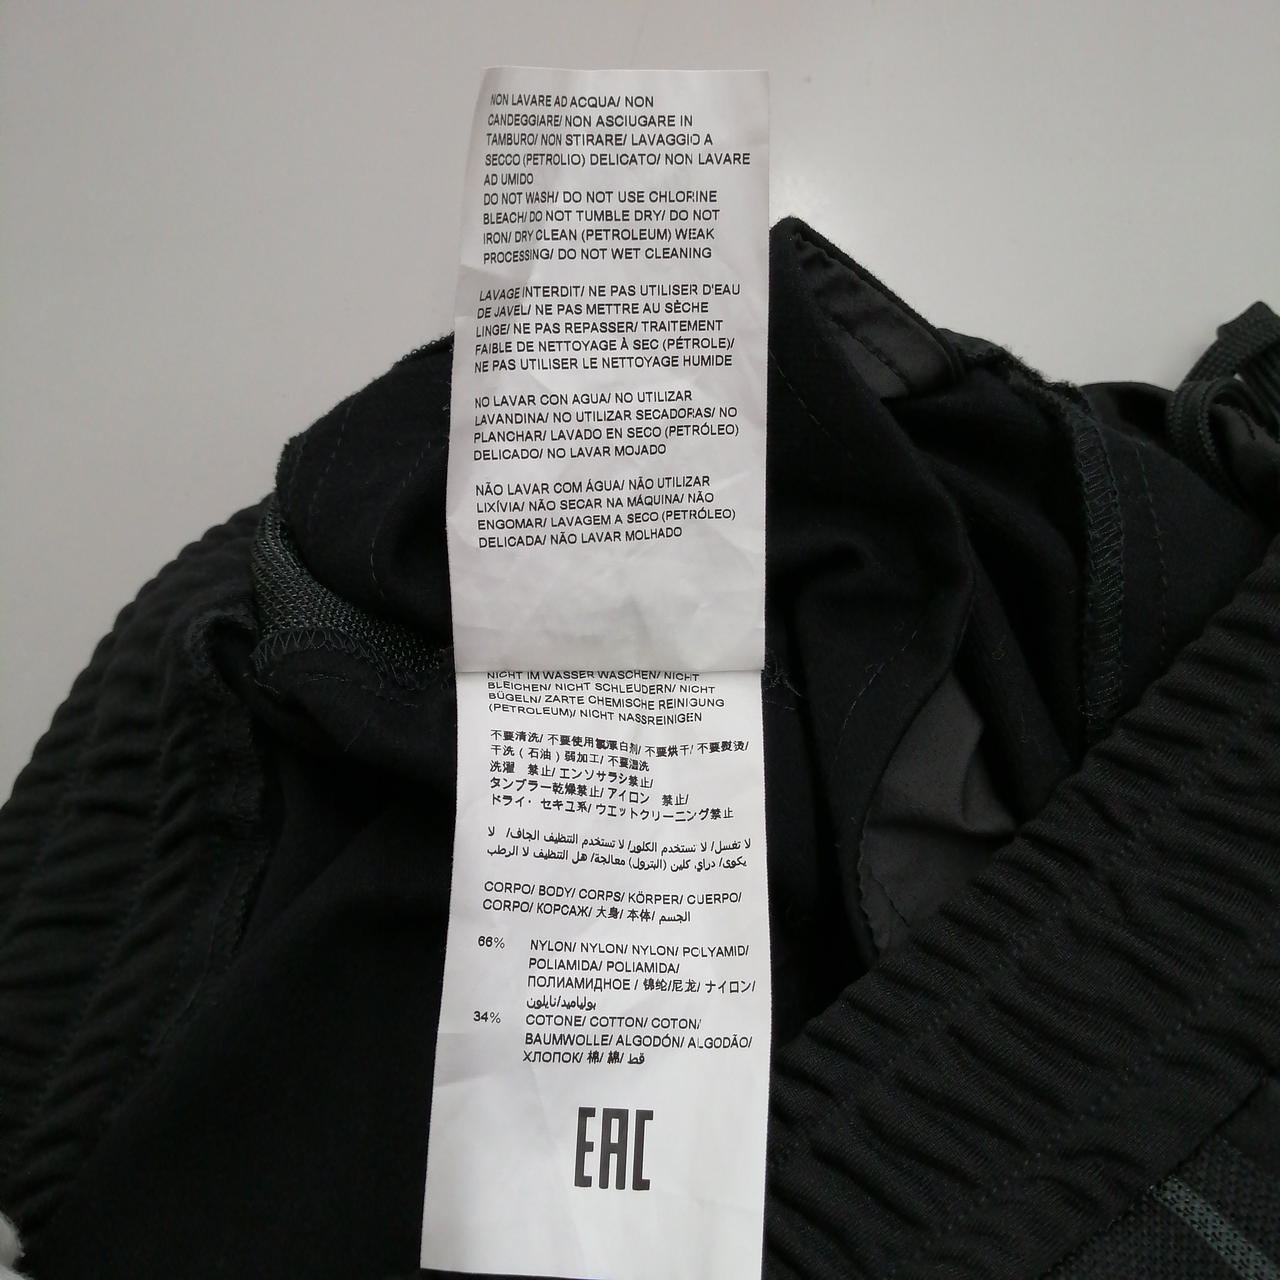 NON LAVARE AD ACQUA/ NON
CANDEGGIARE/ NON ASCIUGARE IN
TAMBURO/ NON STIRARE/ LAVAGGIO A
SECCO (PETROLIO) DELICATO/ NON LAVARE
AD UMIDO
DO NOT WASH/ DO NOT USE CHLORINE
BLEACH/ DO NOT TUMBLE DRY/ DO NOT
IRON/ DRY CLEAN (PETROLEUM) WEAK
PROCESSING/ DO NOT WET CLEANING
LAVAGE INTERDIT/ NE PAS UTILISER D'EAU
DE JAVEL/ NE PAS METTRE AU SÈCHE
LINGE/ NE PAS REPASSER/ TRAITEMENT
FAIBLE DE NETTOYAGE À SEC (PÉTROLE)/
NE PAS UTILISER LE NETTOYAGE HUMIDE
NO LAVAR CON AGUA/ NO UTILIZAR
LAVANDINA/ NO UTILIZAR SECADORAS/ NO
PLANCHAR/ LAVADO EN SECO (PETRÓLEO)
DELICADO/ NO LAVAR MOJADO
NÃO LAVAR COM ÁGUA/ NÃO UTILIZAR
LIXÍVIA/ NÃO SECAR NA MÁQUINA/ NÃO
ENGOMAR/ LAVAGEM A SECO (PETRÓLEO)
DELICADA/ NÃO LAVAR MOLHADO
NICHT IM WASSER WASCHEN/ NICHT
BLEICHEN/ NICHT SCHLEUDERN/ NICHT
BÜGELN/ ZARTE CHEMISCHE REINIGUNG
(PETROLEUM)/ NICHT NASSREINIGEN
不要清洗/ 不要使用氯漂白剂/ 不要烘干/ 不要熨烫/
干洗 ( 石油 ) 弱加工/ 不要湿洗
洗濯 禁止/ エンソサラシ禁止/
タンブラー乾燥禁止/ アイロン 禁止/
ドライ・ セキユ系/ ウエットクリーニング禁止
لا تغسل/ لا تستخدم الكلور/ لا تستخدم التنظيف الجاف/ لا
يكوى/ دراي كلين (البترول) معالجة/ هل التنظيف لا الرطب
CORPO/ BODY/ CORPS/ KÖRPER/ CUERPO/
CORPO/ КОРСАЖ/ 大身/ 本体/ الجسم
66% NYLON/ NYLON/ NYLON/ POLYAMID/
POLIAMIDA/ POLIAMIDA/
ПОЛИАМИДНОЕ / 锦纶/尼龙/ ナイロン/
بولياميد/نايلون
34% COTONE/ COTTON/ COTON/
BAUMWOLLE/ ALGODÓN/ ALGODÃO/
ХЛОПОК/ 棉/ 綿/ قط
EAC